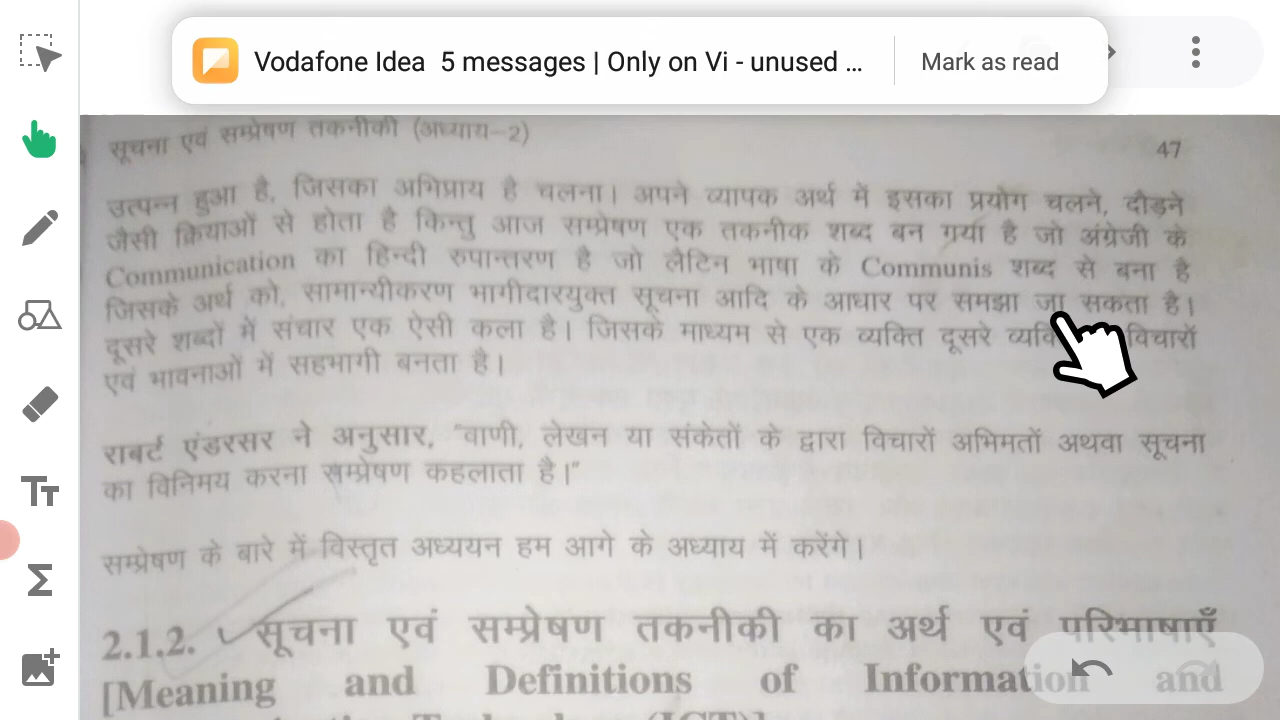 Vodafone Idea 5 messages | Only on Vi - unused ... Mark as read
सूचना एवं सम्प्रेषण तकनीकी (अध्याय-2) 47
उत्पन्न हुआ है, जिसका अभिप्राय है चलना। अपने व्यापक अर्थ में इसका प्रयोग चलने, दौड़ने
जैसी क्रियाओं से होता है किन्तु आज सम्प्रेषण एक तकनीक शब्द बन गया है जो अंग्रेजी के
Communication का हिन्दी रुपान्तरण है जो लैटिन भाषा के Communis शब्द से बना है
जिसके अर्थ को, सामान्यीकरण भागीदारयुक्त सूचना आदि के आधार पर समझा जा सकता है।
दूसरे शब्दों में संचार एक ऐसी कला है। जिसके माध्यम से एक व्यक्ति दूसरे विचारों
एवं भावनाओं में सहभागी बनता है।
राबर्ट एंडरसर ने अनुसार, "वाणी, लेखन या संकेतों के द्वारा विचारों अभिमतों अथवा सूचना
का विनिमय करना सम्प्रेषण कहलाता है।"
सम्प्रेषण के बारे में विस्तृत अध्ययन हम आगे के अध्याय में करेंगे।
2.1.2. सूचना एवं सम्प्रेषण तकनीकी का अर्थ एवं परिभाषाएँ
[Meaning and Definitions of Information and